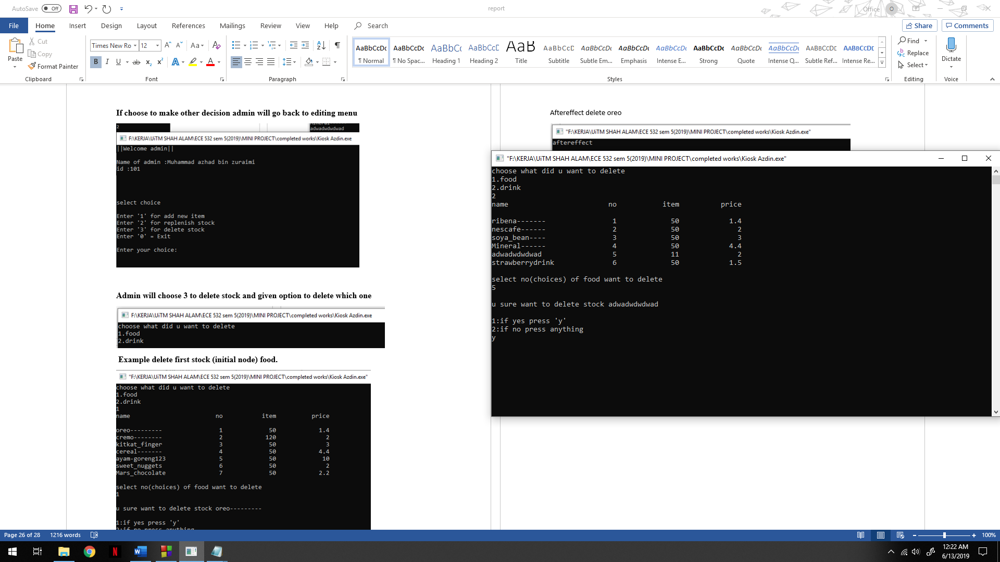 AutoSave Off report Office O
File Home Insert Design Layout References Mailings Review View Help Search Share Comments
Paste Cut Copy Format Painter
Clipboard
Times New Ro 12
Font
Paragraph
AaBbCcDc AaBbCcDc AaBbCc AaBbCcD AaB AaBbCcD AaBbCcDc AaBbCcDc AaBbCcDc AaBbCcDc AaBbCcDc AaBbCcDc AABBCCDE AABBCCDE
¶ Normal ¶ No Spac... Heading 1 Heading 2 Title Subtitle Subtle Em... Emphasis Intense E... Strong Quote Intense Q... Subtle Ref... Intense Re...
Styles
Find
Replace
Select
Editing
Dictate
Voice
If choose to make other decision admin will go back to editing menu
2
adwadwdwdwad
F:\KERJA\UiTM SHAH ALAM\ECE 532 sem 5(2019)\MINI PROJECT\completed works\Kiosk Azdin.exe
||Welcome admin||
Name of admin :Muhammad azhad bin zuraimi
id :101
select choice
Enter '1' for add new item
Enter '2' for replenish stock
Enter '3' for delete stock
Enter '0' = Exit
Enter your choice:
Admin will choose 3 to delete stock and given option to delete which one
F:\KERJA\UiTM SHAH ALAM\ECE 532 sem 5(2019)\MINI PROJECT\completed works\Kiosk Azdin.exe
choose what did u want to delete
1.food
2.drink
Example delete first stock (initial node) food.
"F:\KERJA\UiTM SHAH ALAM\ECE 532 sem 5(2019)\MINI PROJECT\completed works\Kiosk Azdin.exe"
choose what did u want to delete
1.food
2.drink
1
name no item price
oreo--------- 1 50 1.4
cremo-------- 2 120 2
kitkat_finger 3 50 3
cereal------- 4 50 4.4
ayam-goreng123 5 50 10
sweet_nuggets 6 50 2
Mars_chocolate 7 50 2.2
select no(choices) of food want to delete
1
u sure want to delete stock oreo---------
1:if yes press 'y'
2:if no press anything
Aftereffect delete oreo
"F:\KERJA\UiTM SHAH ALAM\ECE 532 sem 5(2019)\MINI PROJECT\completed works\Kiosk Azdin.exe"
aftereffect
"F:\KERJA\UiTM SHAH ALAM\ECE 532 sem 5(2019)\MINI PROJECT\completed works\Kiosk Azdin.exe"
choose what did u want to delete
1.food
2.drink
2
name no item price
ribena------- 1 50 1.4
nescafe------ 2 50 2
soya_bean---- 3 50 3
Mineral------ 4 50 4.4
adwadwdwdwad 5 11 2
strawberrydrink 6 50 1.5
select no(choices) of food want to delete
5
u sure want to delete stock adwadwdwdwad
1:if yes press 'y'
2:if no press anything
y
Page 26 of 28 1216 words 100%
12:22 AM
6/13/2019